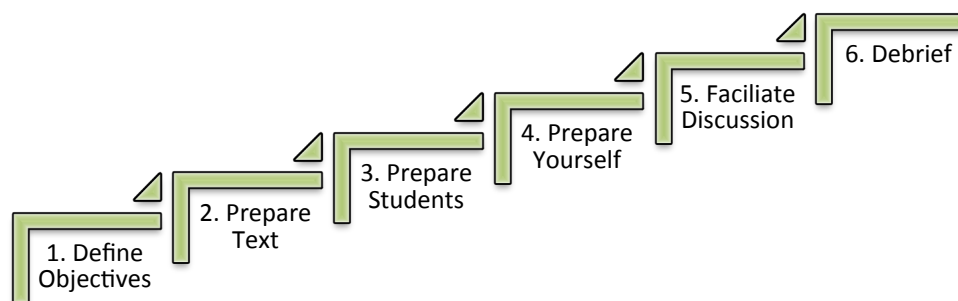 1. Define
Objectives
2. Prepare
Text
3. Prepare
Students
4. Prepare
Yourself
5. Faciliate
Discussion
6. Debrief